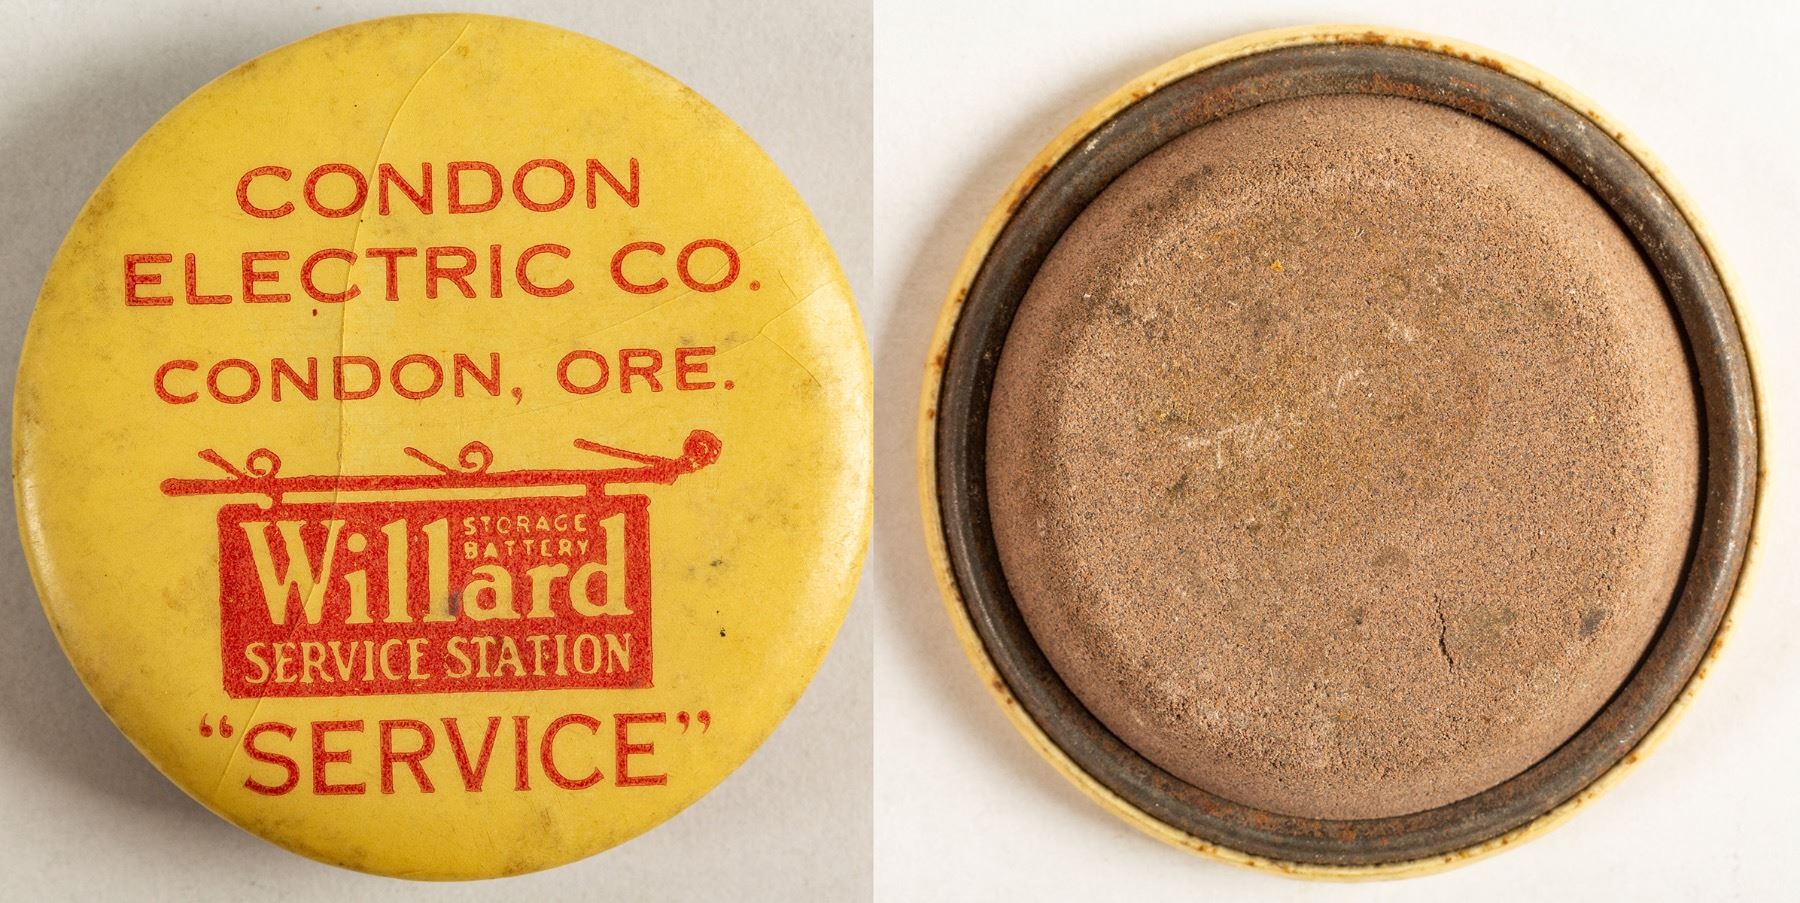 CONDON
ELECTRIC CO.
CONDON, ORE.
Willard
STORAGE
BATTERY
SERVICE STATION
“SERVICE”